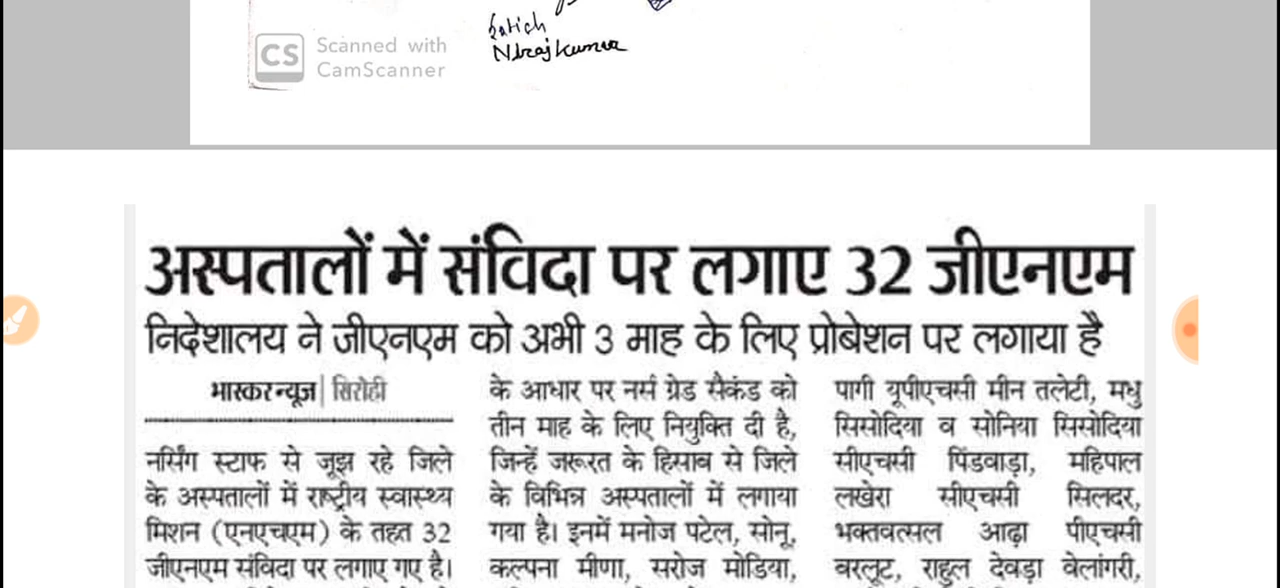 CS Scanned with
CamScanner
Satish
Niraj Kumar
अस्पतालों में संविदा पर लगाए 32 जीएनएम
निदेशालय ने जीएनएम को अभी 3 माह के लिए प्रोबेशन पर लगाया है
भास्कर न्यूज | सिरोही
नर्सिंग स्टाफ से जूझ रहे जिले
के अस्पतालों में राष्ट्रीय स्वास्थ्य
मिशन (एनएचएम) के तहत 32
जीएनएम संविदा पर लगाए गए है।
के आधार पर नर्स ग्रेड सैकंड को
तीन माह के लिए नियुक्ति दी है,
जिन्हें जरूरत के हिसाब से जिले
के विभिन्न अस्पतालों में लगाया
गया है। इनमें मनोज पटेल, सोनू,
कल्पना मीणा, सरोज मोडिया,
पागी यूपीएचसी मीन तलेटी, मधु
सिसोदिया व सोनिया सिसोदिया
सीएचसी पिंडवाड़ा, महिपाल
लखेरा सीएचसी सिलदर,
भक्तवत्सल आढ़ा पीएचसी
बरलूट, राहुल देवड़ा वेलांगरी,